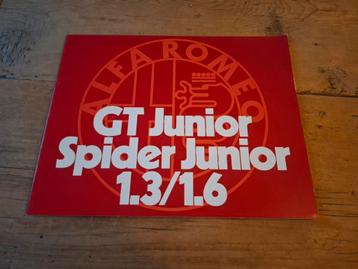 ALFA ROMEO
GT Junior
Spider Junior
1.3/1.6